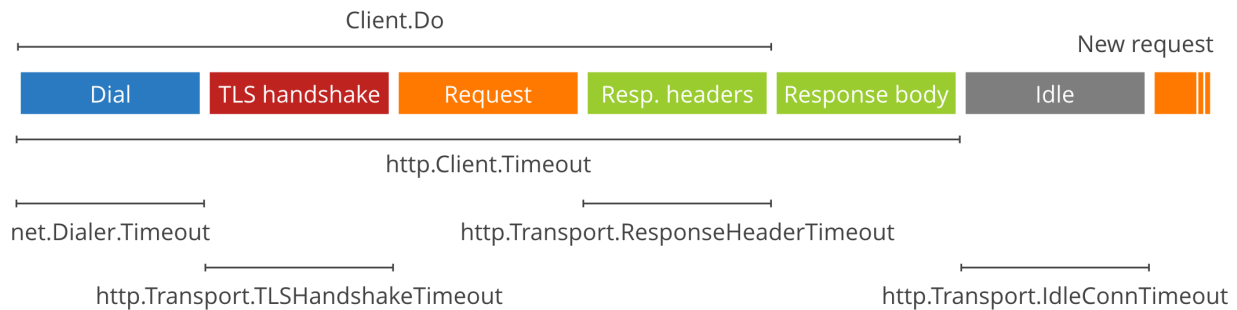 Client.Do
New request
Dial TLS handshake Request Resp. headers Response body Idle
http.Client.Timeout
net.Dialer.Timeout http.Transport.ResponseHeaderTimeout
http.Transport.TLSHandshakeTimeout http.Transport.IdleConnTimeout